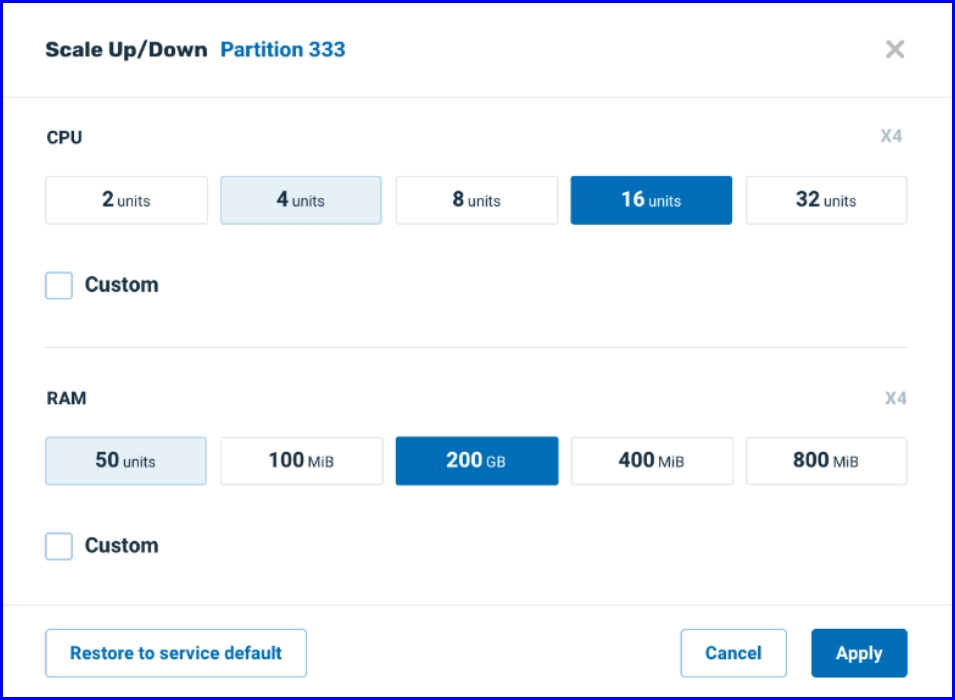 Scale Up/Down Partition 333
CPU X4
2 units 4 units 8 units 16 units 32 units
Custom
RAM X4
50 units 100 MiB 200 GB 400 MiB 800 MiB
Custom
Restore to service default Cancel Apply